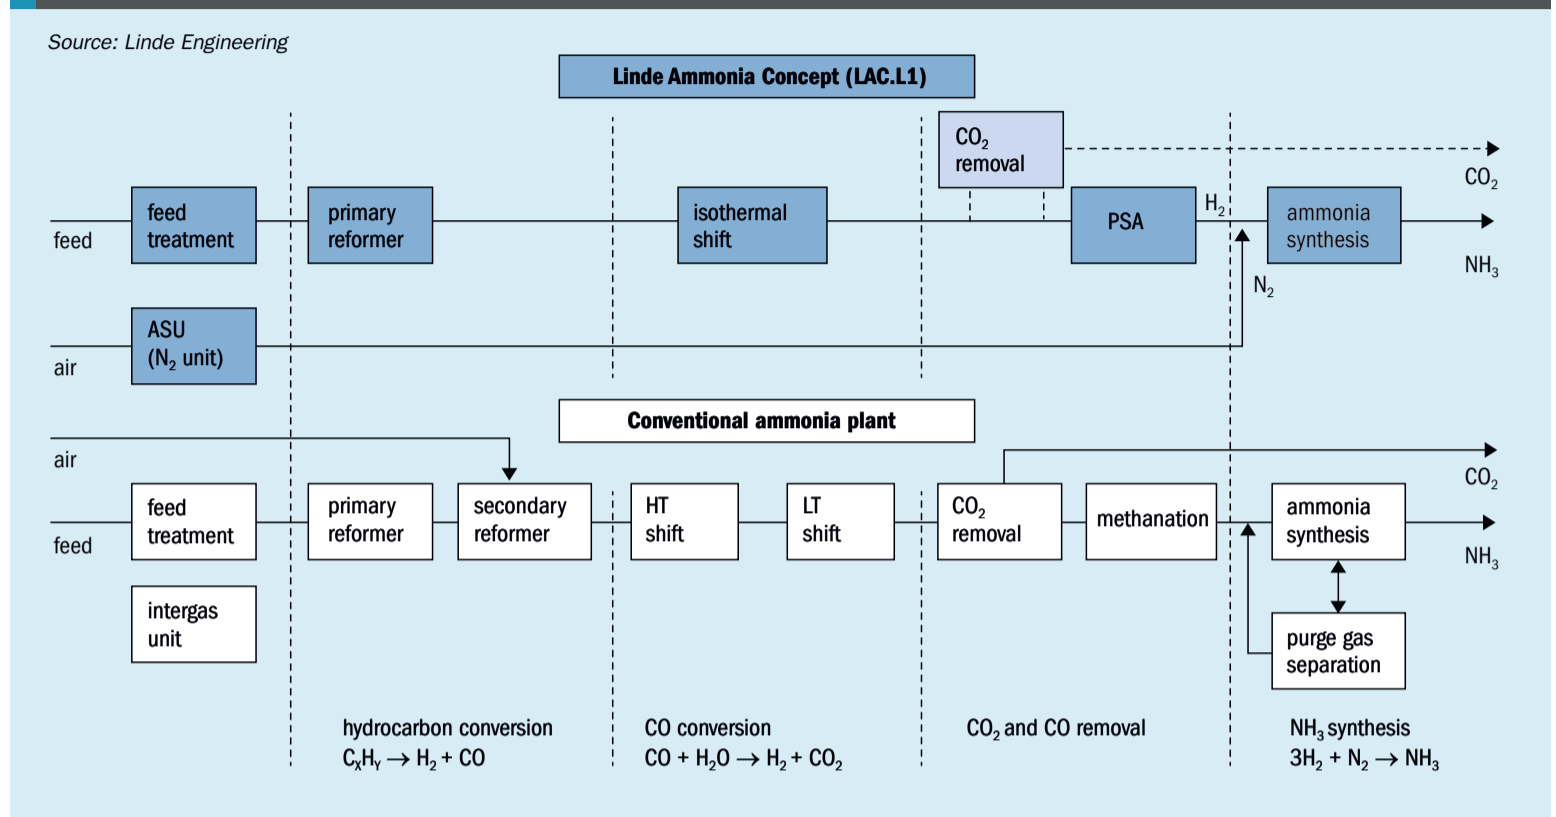 Source: Linde Engineering
Linde Ammonia Concept (LAC.L1)
CO₂
removal
CO₂
feed
feed
treatment
primary
reformer
isothermal
shift
PSA
H₂
ammonia
synthesis
NH₃
N₂
air
ASU
(N₂ unit)
Conventional ammonia plant
air
CO₂
feed
feed
treatment
primary
reformer
secondary
reformer
HT
shift
LT
shift
CO₂
removal
methanation
ammonia
synthesis
NH₃
intergas
unit
purge gas
separation
hydrocarbon conversion
CₓHᵧ → H₂ + CO
CO conversion
CO + H₂O → H₂ + CO₂
CO₂ and CO removal
NH₃ synthesis
3H₂ + N₂ → NH₃